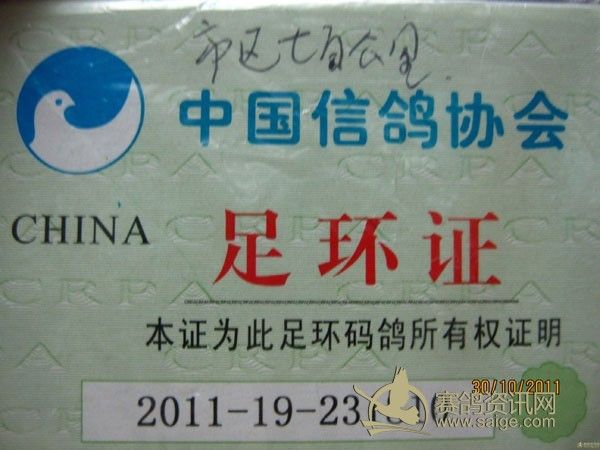 市区七百公里
中国信鸽协会
CHINA
足环证
本证为此足环码鸽所有权证明
30/10/2011
2011-19-23
赛鸽资讯网
www.saige.com